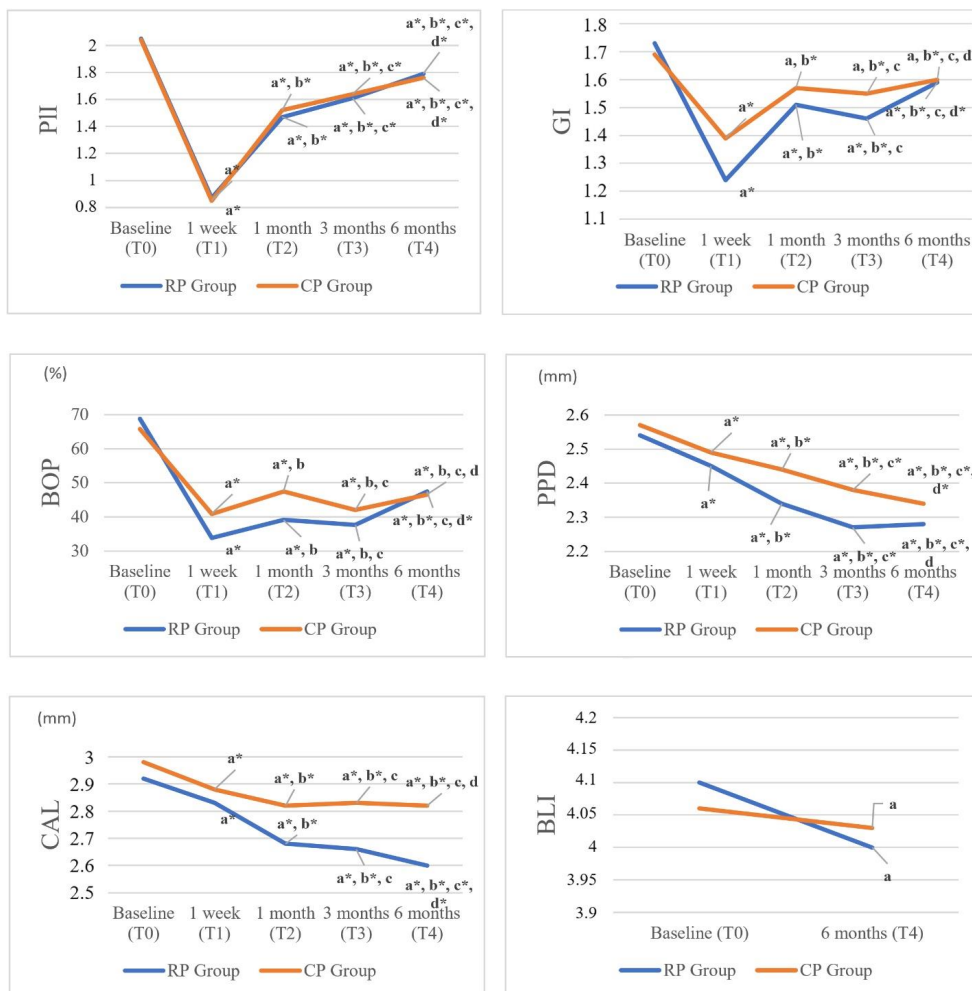 PlI
2
1.8
1.6
1.4
1.2
1
0.8
a*
a*
a*, b*
a*, b*
a*, b*, c*
a*, b*, c*
a*, b*, c*,
d*
a*, b*, c*,
d*
Baseline 1 week 1 month 3 months 6 months
(T0) (T1) (T2) (T3) (T4)
RP Group CP Group
GI
1.8
1.7
1.6
1.5
1.4
1.3
1.2
1.1
a*
a*
a, b*
a*, b*
a, b*, c
a*, b*, c
a, b*, c, d
a*, b*, c, d*
Baseline 1 week 1 month 3 months 6 months
(T0) (T1) (T2) (T3) (T4)
RP Group CP Group
(%)
BOP
70
60
50
40
30
a*
a*
a*, b
a*, b
a*, b, c
a*, b, c
a*, b, c, d
a*, b*, c, d*
Baseline 1 week 1 month 3 months 6 months
(T0) (T1) (T2) (T3) (T4)
RP Group CP Group
(mm)
PPD
2.6
2.5
2.4
2.3
2.2
a*
a*
a*, b*
a*, b*
a*, b*, c*
a*, b*, c*
a*, b*, c*,
d*
a*, b*, c*,
d
Baseline 1 week 1 month 3 months 6 months
(T0) (T1) (T2) (T3) (T4)
RP Group CP Group
(mm)
CAL
3
2.9
2.8
2.7
2.6
2.5
a*
a*
a*, b*
a*, b*
a*, b*, c
a*, b*, c
a*, b*, c, d
a*, b*, c*,
d*
Baseline 1 week 1 month 3 months 6 months
(T0) (T1) (T2) (T3) (T4)
RP Group CP Group
BLI
4.2
4.15
4.1
4.05
4
3.95
3.9
a
a
Baseline (T0) 6 months (T4)
RP Group CP Group